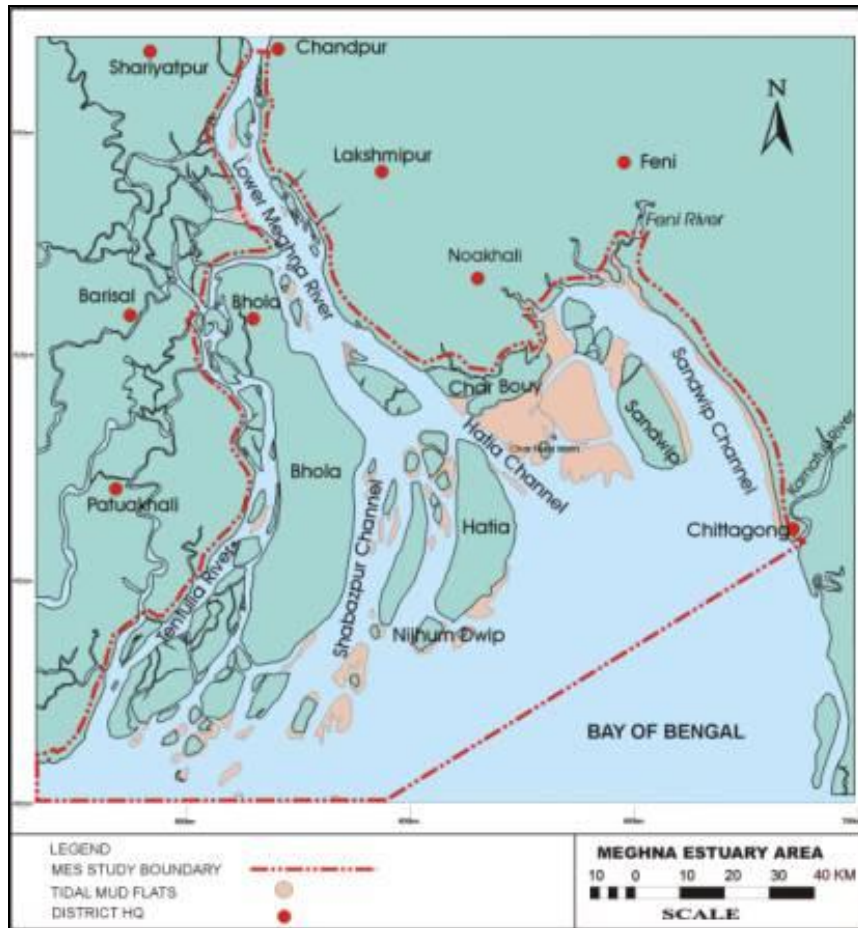 Chandpur
Shariyatpur
N
Lakshmipur
Feni
Lower Meghna River
Feni River
Noakhali
Barisal
Bhola
Char Bouy
Sandwip
Sandwip Channel
Hatia Channel
Karnafuli River
Bhola
Patuakhali
Shabazpur Channel
Hatia
Chittagong
Tentulia River
Nijhum Dwip
BAY OF BENGAL
LEGEND
MES STUDY BOUNDARY
TIDAL MUD FLATS
DISTRICT HQ
MEGHNA ESTUARY AREA
10 0 10 20 30 40 KM
SCALE